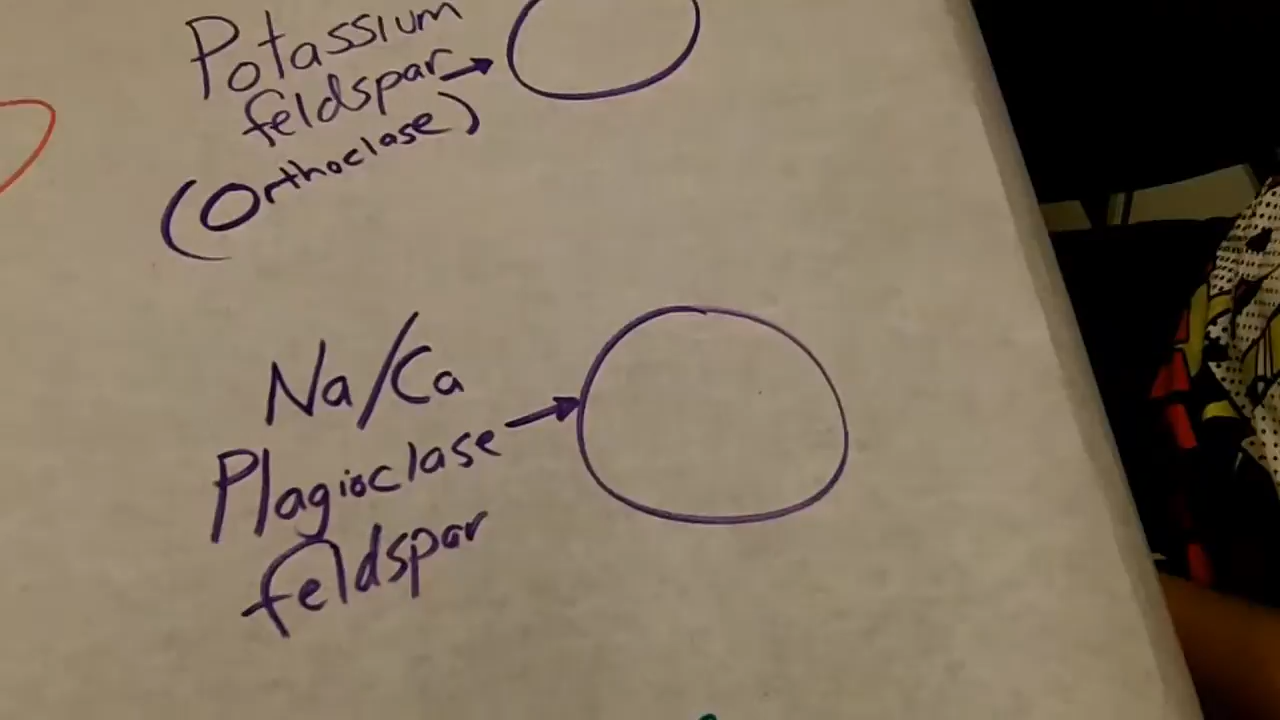 Potassium
feldspar
(Orthoclase)
Na/Ca
Plagioclase
feldspar